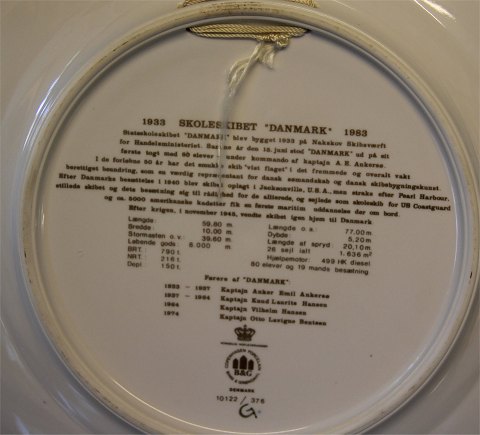 1933 SKOLESKIBET "DANMARK" 1983
Statsskoleskibet "DANMARK" blev bygget 1933 på Nakskov Skibsværft
for Handelsministeriet. Samme år den 15. juni stod "DANMARK" ud på sit
første togt med 80 elever under kommando af kaptajn A. E. Ankersø.
I de forløbne 50 år har det smukke skib "vist flaget" i det fremmede og overalt vakt
berettiget beundring, som en værdig repræsentant for dansk sømandskab og dansk skibsbygningskunst.
Efter Danmarks besættelse i 1940 blev skibet oplagt i Jacksonville, U.S.A., men straks efter Pearl Harbour,
stillede skibet og dets besætning sig til rådighed for de allierede, og sejlede som skoleskib for US Coastguard
og ca. 5000 amerikanske kadetter fik en første maritim uddannelse der om bord.
Efter krigen, i november 1945, vendte skibet igen hjem til Danmark.
Længde: 59.80 m. Længde o. a.: 77.00 m
Bredde: 10.00 m. Dybde: 5.20 m
Stormasten o. v.: 39.60 m. Længde af spryd: 20,10 m
Løbende gods: 6.000 m. 26 sejl ialt 1.636 m²
BRT.: 790 t Hjælpemotor: 499 HK diesel
NRT.: 216 t. 80 elever og 19 mands besætning
Depl: 150 t.
Førere af "DANMARK":
1933 - 1937 Kaptajn Anker Emil Ankersø
1937 - 1964 Kaptajn Knud Laurits Hansen
1964 Kaptajn Vilhelm Hansen
1974 Kaptajn Otto Lavigne Bentsen
COPENHAGEN PORCELAIN
B&G
BING & GRØNDAHL
DENMARK
10122 / 376